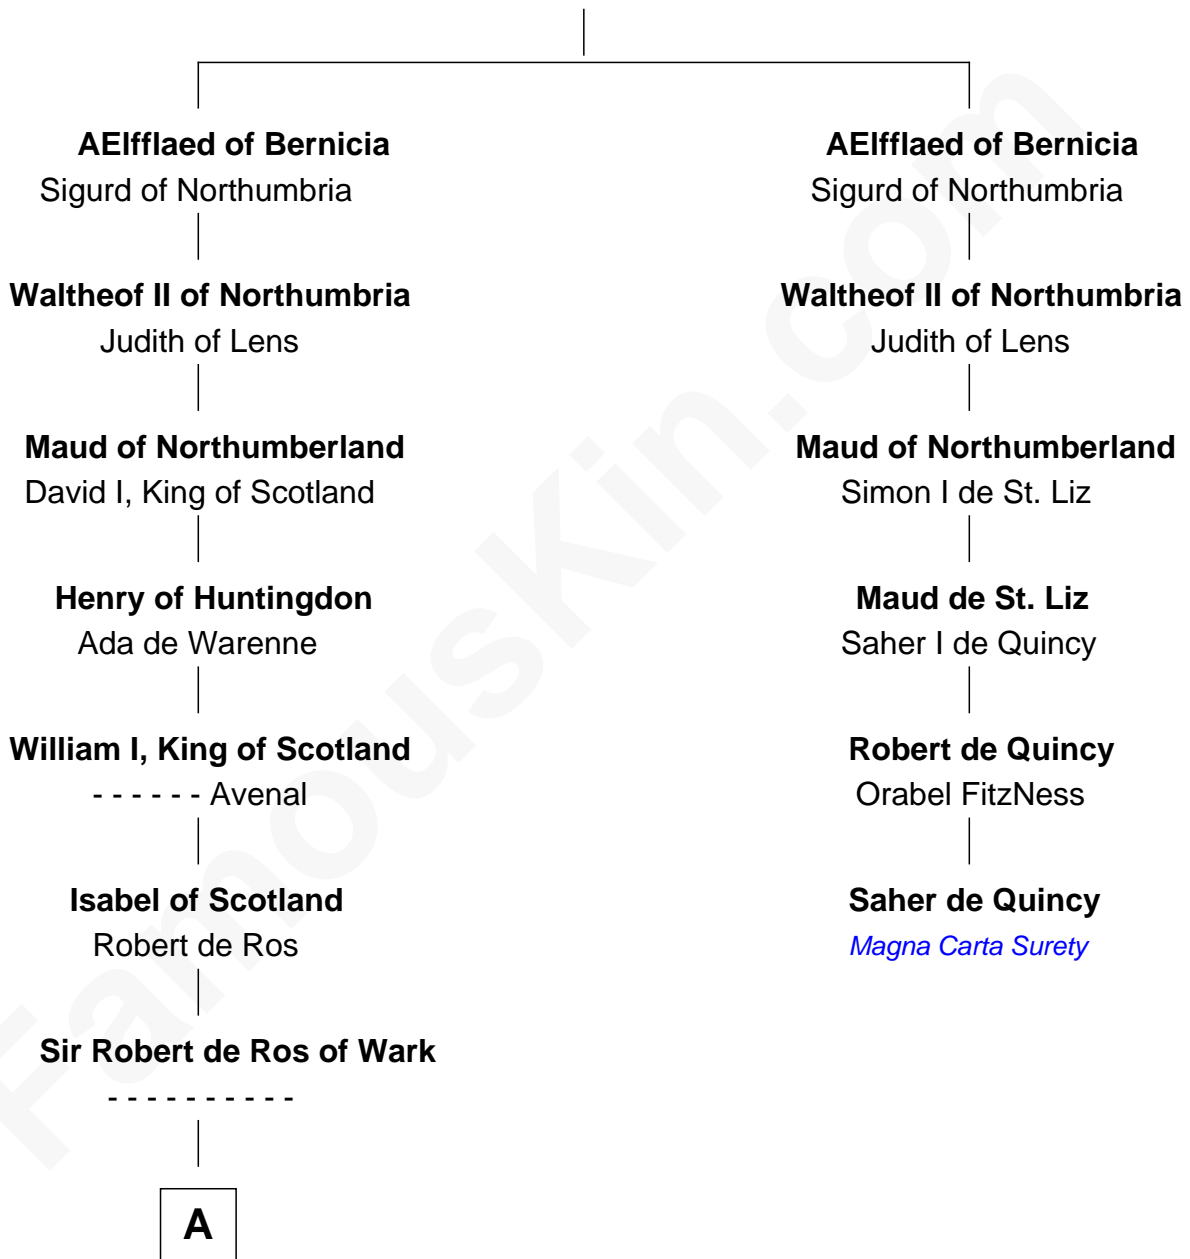 AElfflaed of Bernicia
Sigurd of Northumbria
Waltheof II of Northumbria
Judith of Lens
Maud of Northumberland
David I, King of Scotland
Henry of Huntingdon
Ada de Warenne
William I, King of Scotland
- - - - - - Avenal
Isabel of Scotland
Robert de Ros
Sir Robert de Ros of Wark
- - - - - - - - - -
A
AElfflaed of Bernicia
Sigurd of Northumbria
Waltheof II of Northumbria
Judith of Lens
Maud of Northumberland
Simon I de St. Liz
Maud de St. Liz
Saher I de Quincy
Robert de Quincy
Orabel FitzNess
Saher de Quincy
Magna Carta Surety
FamousKin.com